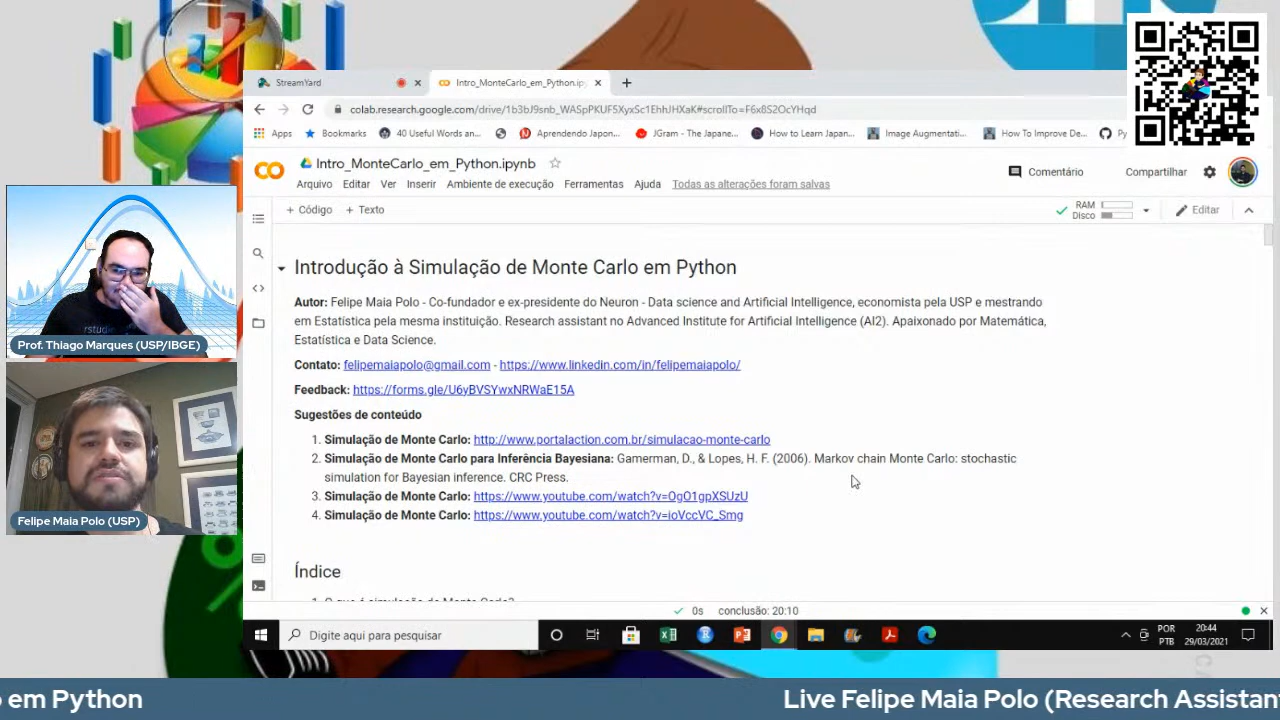 StreamYard
Intro_MonteCarlo_em_Python.ip
Apps
Bookmarks
40 Useful Words an...
Aprendendo Japon...
JGram - The Japane...
How to Learn Japan...
Image Augmentati...
How To Improve De...
Intro_MonteCarlo_em_Python.ipynb
Comentário
Compartilhar
Arquivo Editar Ver Inserir Ambiente de execução Ferramentas Ajuda Todas as alterações foram salvas
+ Código + Texto
RAM
Disco
Editar
Introdução à Simulação de Monte Carlo em Python
Autor: Felipe Maia Polo - Co-fundador e ex-presidente do Neuron - Data science and Artificial Intelligence, economista pela USP e mestrando
em Estatística pela mesma instituição. Research assistant no Advanced Institute for Artificial Intelligence (AI2). Apaixonado por Matemática,
Estatística e Data Science.
Contato: felipemaiapolo@gmail.com - https://www.linkedin.com/in/felipemaiapolo/
Feedback: https://forms.gle/U6yBVSYwxNRWaE15A
Sugestões de conteúdo
1. Simulação de Monte Carlo: http://www.portalaction.com.br/simulacao-monte-carlo
2. Simulação de Monte Carlo para Inferência Bayesiana: Gamerman, D., & Lopes, H. F. (2006). Markov chain Monte Carlo: stochastic
simulation for Bayesian inference. CRC Press.
3. Simulação de Monte Carlo: https://www.youtube.com/watch?v=OgO1gpXSUzU
4. Simulação de Monte Carlo: https://www.youtube.com/watch?v=ioVccVC_Smg
Índice
1. O que é simulação de Monte Carlo?
0s conclusão: 20:10
Prof. Thiago Marques (USP/IBGE)
Felipe Maia Polo (USP)
Digite aqui para pesquisar
POR
PTB
20:44
29/03/2021
o em Python
Live Felipe Maia Polo (Research Assistan